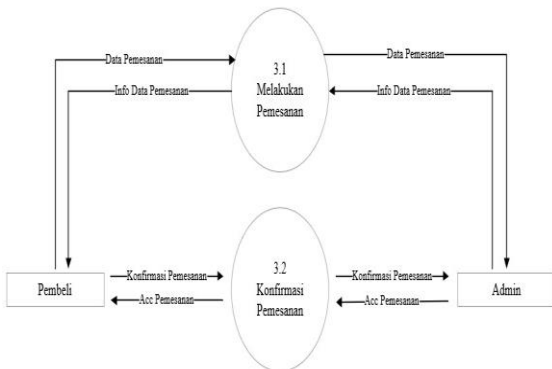 Data Pemesanan
Data Pemesanan
3.1
Melakukan
Pemesanan
Info Data Pemesanan
Info Data Pemesanan
3.2
Konfirmasi
Pemesanan
Konfirmasi Pemesanan
Konfirmasi Pemesanan
Pembeli
Admin
Acc Pemesanan
Acc Pemesanan